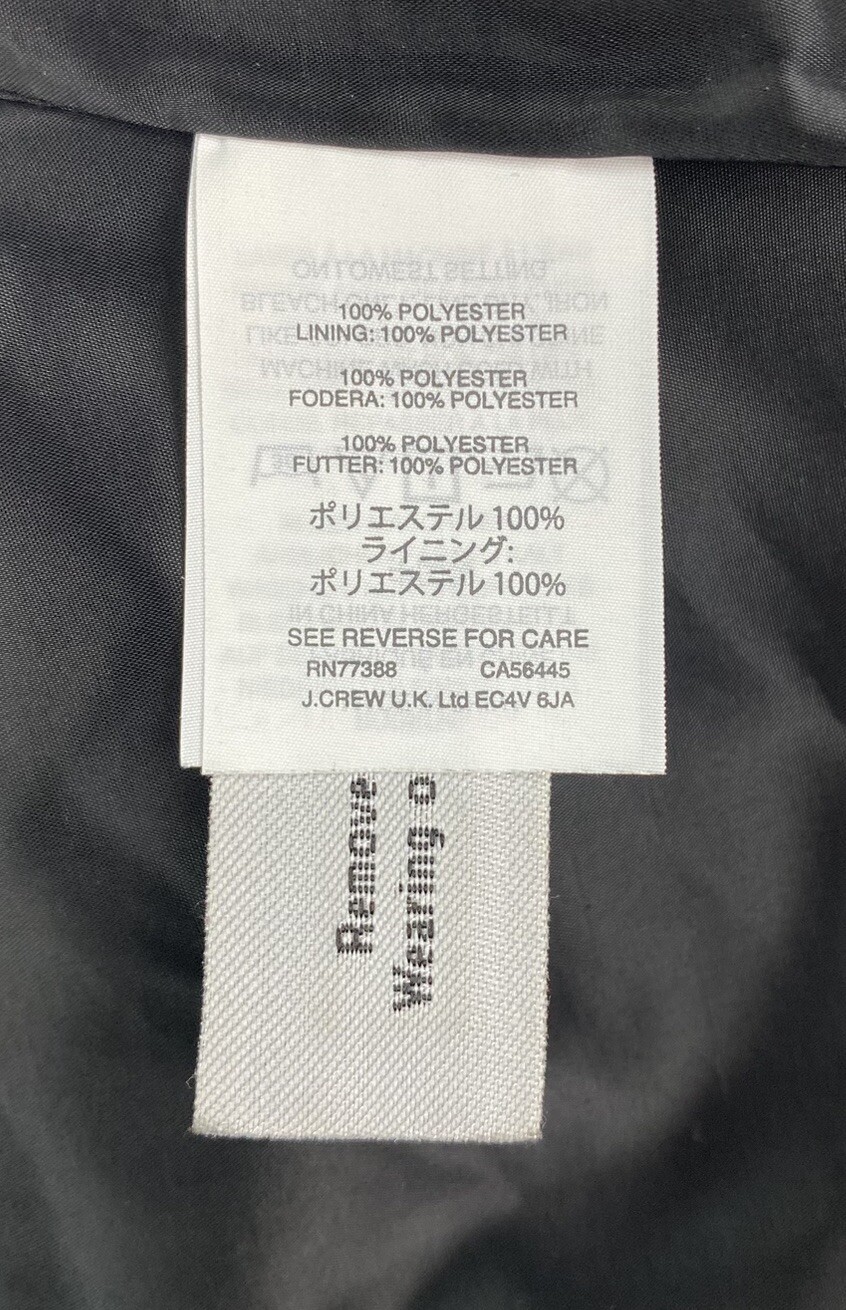 100% POLYESTER
LINING: 100% POLYESTER
100% POLYESTER
FODERA: 100% POLYESTER
100% POLYESTER
FUTTER: 100% POLYESTER
ポリエステル 100%
ライニング:
ポリエステル 100%
SEE REVERSE FOR CARE
RN77388 CA56445
J.CREW U.K. Ltd EC4V 6JA
Remove
Wearing o